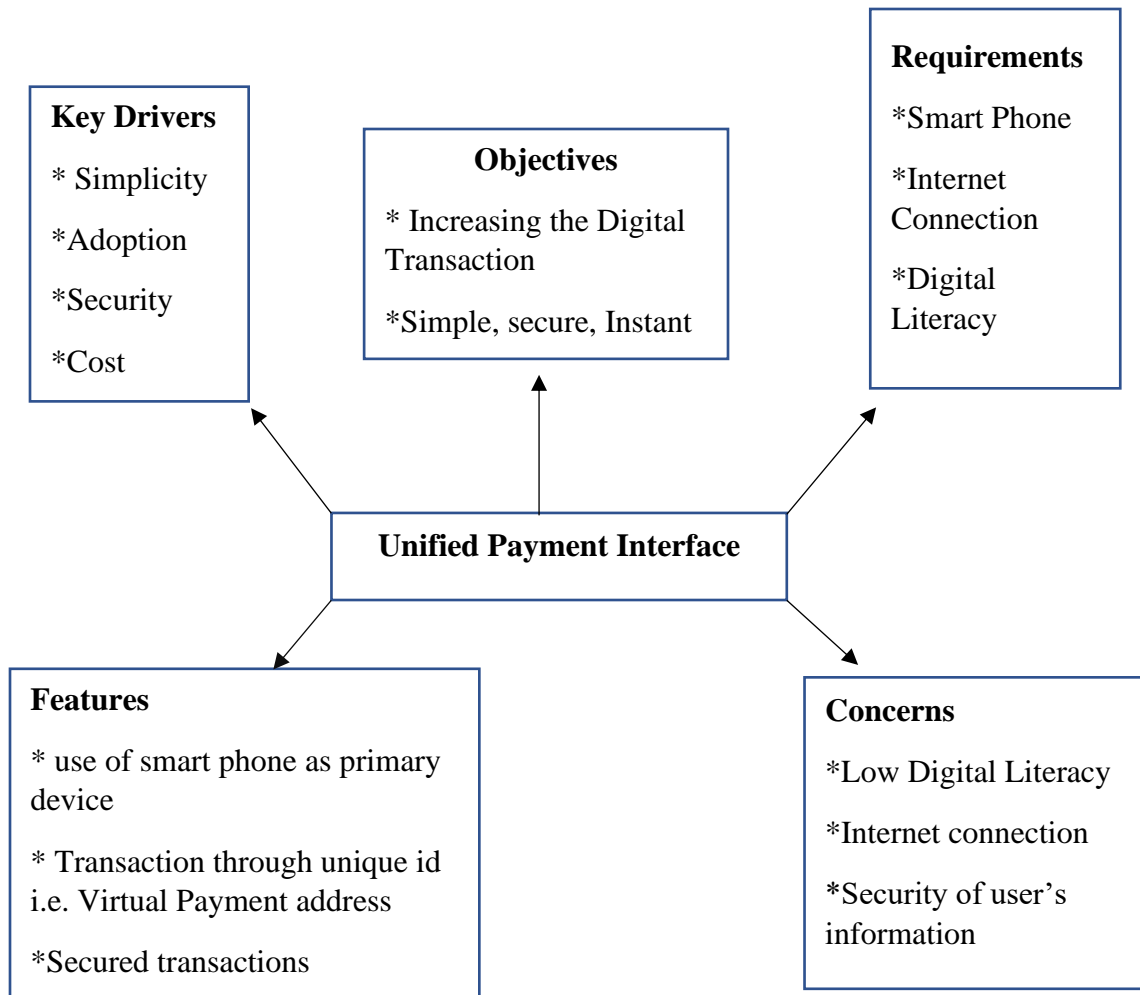 Key Drivers
* Simplicity
*Adoption
*Security
*Cost
Objectives
* Increasing the Digital
Transaction
*Simple, secure, Instant
Requirements
*Smart Phone
*Internet
Connection
*Digital
Literacy
Unified Payment Interface
Features
* use of smart phone as primary
device
* Transaction through unique id
i.e. Virtual Payment address
*Secured transactions
Concerns
*Low Digital Literacy
*Internet connection
*Security of user’s
information